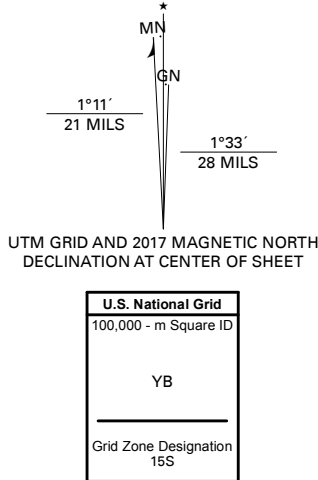 ★
MN
GN
1°11´
21 MILS
1°33´
28 MILS
UTM GRID AND 2017 MAGNETIC NORTH
DECLINATION AT CENTER OF SHEET
U.S. National Grid
100,000 - m Square ID
YB
Grid Zone Designation
15S